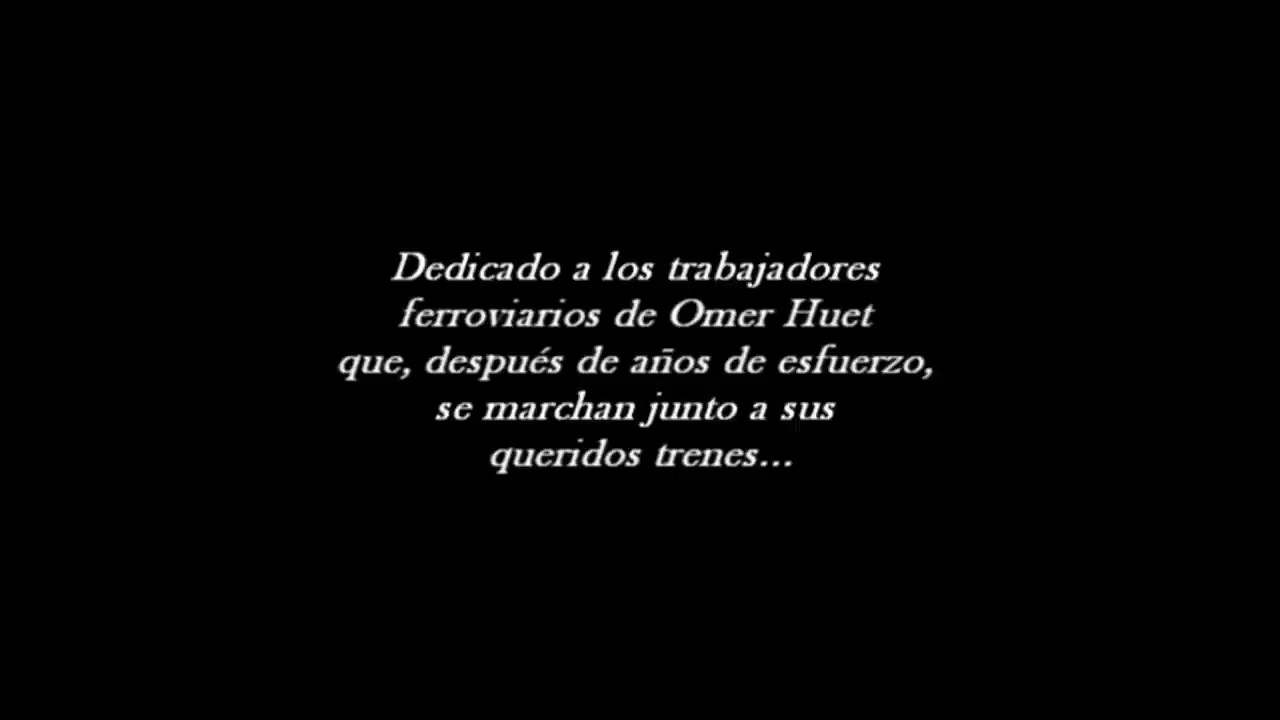 Dedicado a los trabajadores
ferroviarios de Omer Huet
que, después de años de esfuerzo,
se marchan junto a sus
queridos trenes...